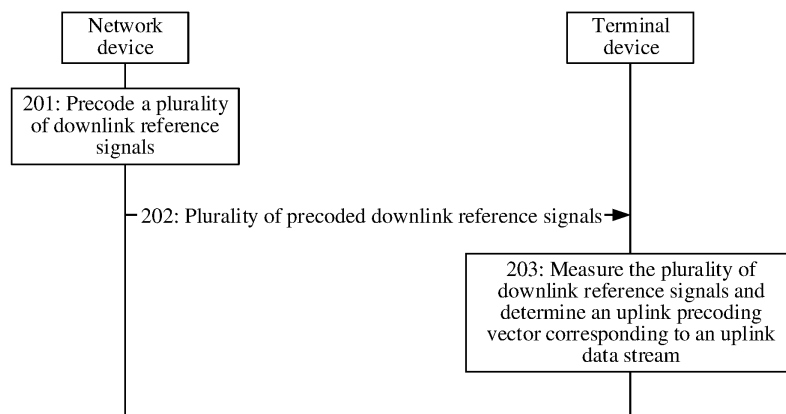 Network
device
Terminal
device
201: Precode a plurality
of downlink reference
signals
202: Plurality of precoded downlink reference signals
203: Measure the plurality of
downlink reference signals and
determine an uplink precoding
vector corresponding to an uplink
data stream